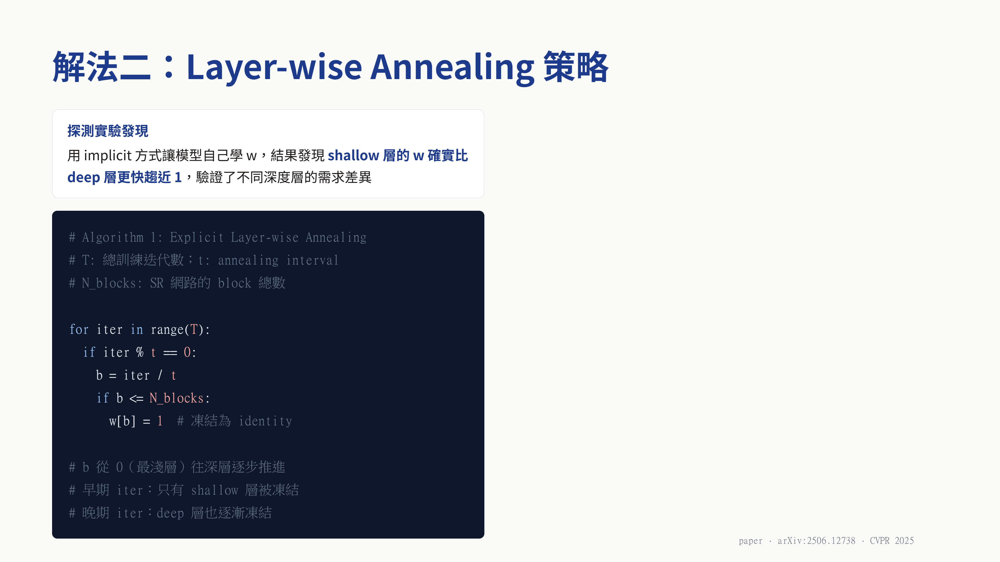 解法二：Layer-wise Annealing 策略
探測實驗發現
用 implicit 方式讓模型自己學 w，結果發現 shallow 層的 w 確實比
deep 層更快趨近 1，驗證了不同深度層的需求差異
# Algorithm 1: Explicit Layer-wise Annealing
# T: 總訓練迭代數；t: annealing interval
# N_blocks: SR 網路的 block 總數
for iter in range(T):
if iter % t == 0:
b = iter / t
if b <= N_blocks:
w[b] = 1  # 凍結為 identity
# b 從 0（最淺層）往深層逐步推進
# 早期 iter：只有 shallow 層被凍結
# 晚期 iter：deep 層也逐漸凍結
paper · arXiv:2506.12738 · CVPR 2025